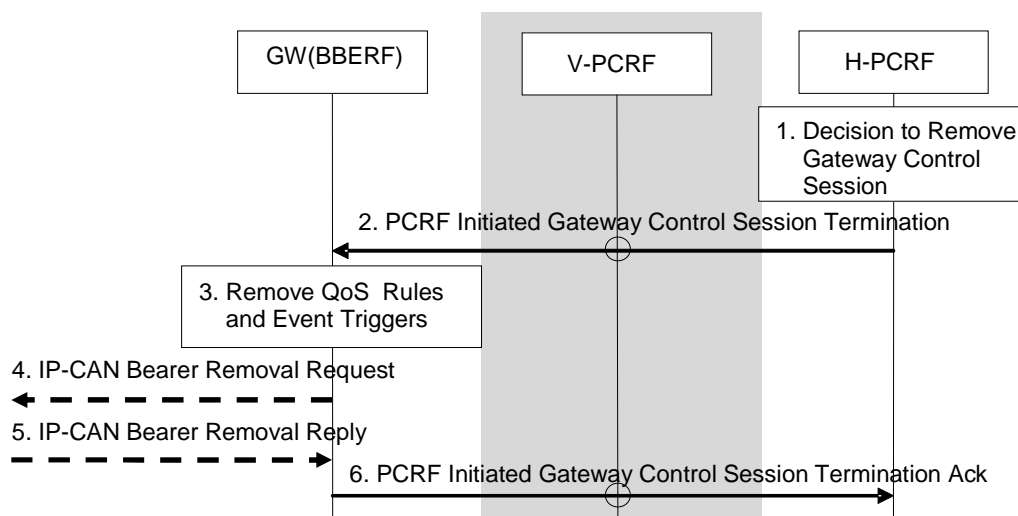 GW(BBERF)
V-PCRF
H-PCRF
1. Decision to Remove
Gateway Control
Session
2. PCRF Initiated Gateway Control Session Termination
3. Remove QoS Rules
and Event Triggers
4. IP-CAN Bearer Removal Request
5. IP-CAN Bearer Removal Reply
6. PCRF Initiated Gateway Control Session Termination Ack